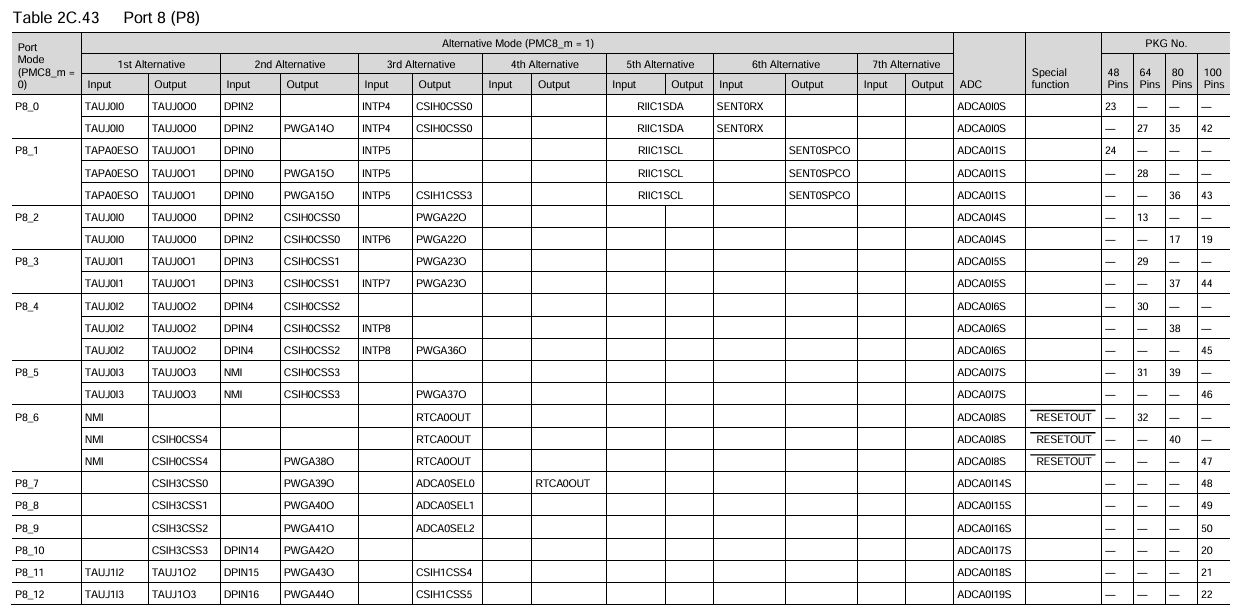 Table 2C.43 Port 8 (P8)
Port Mode (PMC8_m = 0) Alternative Mode (PMC8_m = 1) ADC Special function PKG No.
1st Alternative 2nd Alternative 3rd Alternative 4th Alternative 5th Alternative 6th Alternative 7th Alternative 48 Pins 64 Pins 80 Pins 100 Pins
Input Output Input Output Input Output Input Output Input Output Input Output Input Output
P8_0 TAUJ0I0 TAUJ0O0 DPIN2 INTP4 CSIH0CSS0 RIIC1SDA SENT0RX ADCA0I0S 23 — — —
TAUJ0I0 TAUJ0O0 DPIN2 PWGA14O INTP4 CSIH0CSS0 RIIC1SDA SENT0RX ADCA0I0S — 27 35 42
P8_1 TAPA0ESO TAUJ0O1 DPIN0 INTP5 RIIC1SCL SENT0SPCO ADCA0I1S 24 — — —
TAPA0ESO TAUJ0O1 DPIN0 PWGA15O INTP5 RIIC1SCL SENT0SPCO ADCA0I1S — 28 — —
TAPA0ESO TAUJ0O1 DPIN0 PWGA15O INTP5 CSIH1CSS3 RIIC1SCL SENT0SPCO ADCA0I1S — — 36 43
P8_2 TAUJ0I0 TAUJ0O0 DPIN2 CSIH0CSS0 PWGA22O ADCA0I4S — 13 — —
TAUJ0I0 TAUJ0O0 DPIN2 CSIH0CSS0 INTP6 PWGA22O ADCA0I4S — — 17 19
P8_3 TAUJ0I1 TAUJ0O1 DPIN3 CSIH0CSS1 PWGA23O ADCA0I5S — 29 — —
TAUJ0I1 TAUJ0O1 DPIN3 CSIH0CSS1 INTP7 PWGA23O ADCA0I5S — — 37 44
P8_4 TAUJ0I2 TAUJ0O2 DPIN4 CSIH0CSS2 ADCA0I6S — 30 — —
TAUJ0I2 TAUJ0O2 DPIN4 CSIH0CSS2 INTP8 ADCA0I6S — — 38 —
TAUJ0I2 TAUJ0O2 DPIN4 CSIH0CSS2 INTP8 PWGA36O ADCA0I6S — — — 45
P8_5 TAUJ0I3 TAUJ0O3 NMI CSIH0CSS3 ADCA0I7S — 31 39 —
TAUJ0I3 TAUJ0O3 NMI CSIH0CSS3 PWGA37O ADCA0I7S — — — 46
P8_6 NMI RTCA0OUT ADCA0I8S RESETOUT — 32 — —
NMI CSIH0CSS4 RTCA0OUT ADCA0I8S RESETOUT — — 40 —
NMI CSIH0CSS4 PWGA38O RTCA0OUT ADCA0I8S RESETOUT — — — 47
P8_7 CSIH3CSS0 PWGA39O ADCA0SEL0 RTCA0OUT ADCA0I14S — — — 48
P8_8 CSIH3CSS1 PWGA40O ADCA0SEL1 ADCA0I15S — — — 49
P8_9 CSIH3CSS2 PWGA41O ADCA0SEL2 ADCA0I16S — — — 50
P8_10 CSIH3CSS3 DPIN14 PWGA42O ADCA0I17S — — — 20
P8_11 TAUJ1I2 TAUJ1O2 DPIN15 PWGA43O CSIH1CSS4 ADCA0I18S — — — 21
P8_12 TAUJ1I3 TAUJ1O3 DPIN16 PWGA44O CSIH1CSS5 ADCA0I19S — — — 22